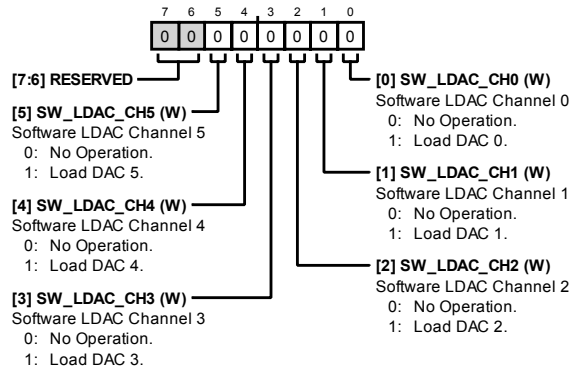 7 6 5 4 3 2 1 0
0 0 0 0 0 0 0 0
[7:6] RESERVED
[5] SW_LDAC_CH5 (W)
Software LDAC Channel 5
0: No Operation.
1: Load DAC 5.
[4] SW_LDAC_CH4 (W)
Software LDAC Channel 4
0: No Operation.
1: Load DAC 4.
[3] SW_LDAC_CH3 (W)
Software LDAC Channel 3
0: No Operation.
1: Load DAC 3.
[0] SW_LDAC_CH0 (W)
Software LDAC Channel 0
0: No Operation.
1: Load DAC 0.
[1] SW_LDAC_CH1 (W)
Software LDAC Channel 1
0: No Operation.
1: Load DAC 1.
[2] SW_LDAC_CH2 (W)
Software LDAC Channel 2
0: No Operation.
1: Load DAC 2.